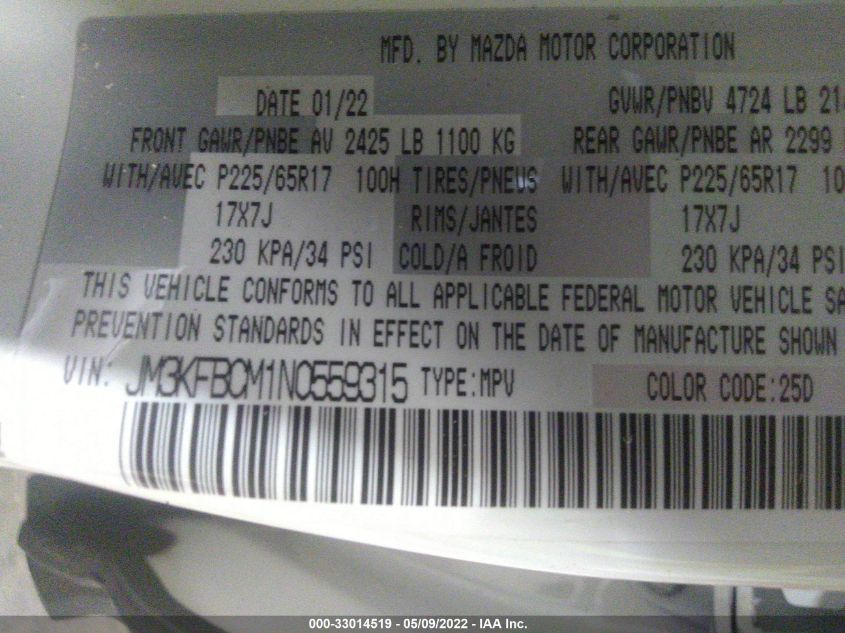 MFD. BY MAZDA MOTOR CORPORATION
DATE 01/22 GVWR/PNBV 4724 LB 214
FRONT GAWR/PNBE AV 2425 LB 1100 KG REAR GAWR/PNBE AR 2299
WITH/AVEC P225/65R17 100H TIRES/PNEUS WITH/AVEC P225/65R17 10
17X7J RIMS/JANTES 17X7J
230 KPA/34 PSI COLD/A FROID 230 KPA/34 PSI
THIS VEHICLE CONFORMS TO ALL APPLICABLE FEDERAL MOTOR VEHICLE SA
PREVENTION STANDARDS IN EFFECT ON THE DATE OF MANUFACTURE SHOWN
VIN: JM3KFBCM1N0559315 TYPE:MPV COLOR CODE:25D
000-33014519 - 05/09/2022 - IAA Inc.